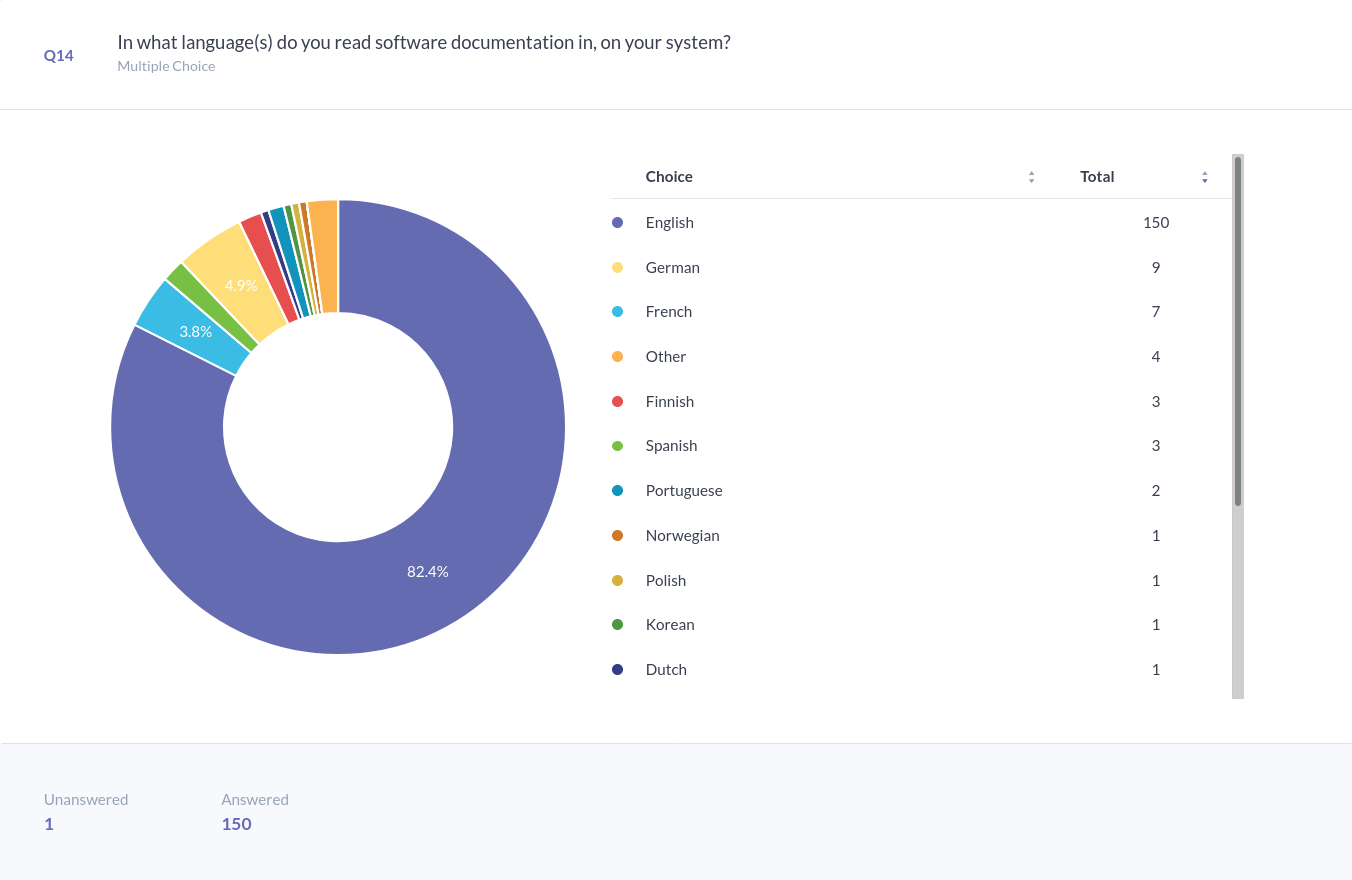 Q14
In what language(s) do you read software documentation in, on your system?
Multiple Choice
Choice Total
English 150
German 9
French 7
Other 4
Finnish 3
Spanish 3
Portuguese 2
Norwegian 1
Polish 1
Korean 1
Dutch 1
4.9%
3.8%
82.4%
Unanswered Answered
1 150